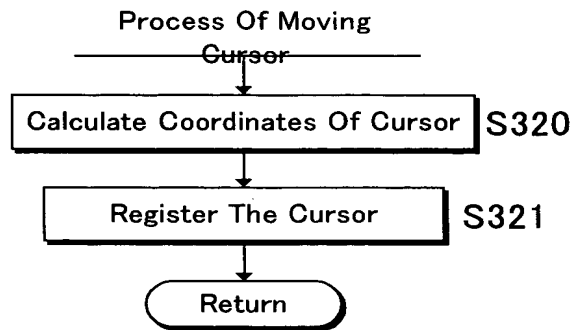 Process Of Moving
Cursor
Calculate Coordinates Of Cursor S320
Register The Cursor S321
Return